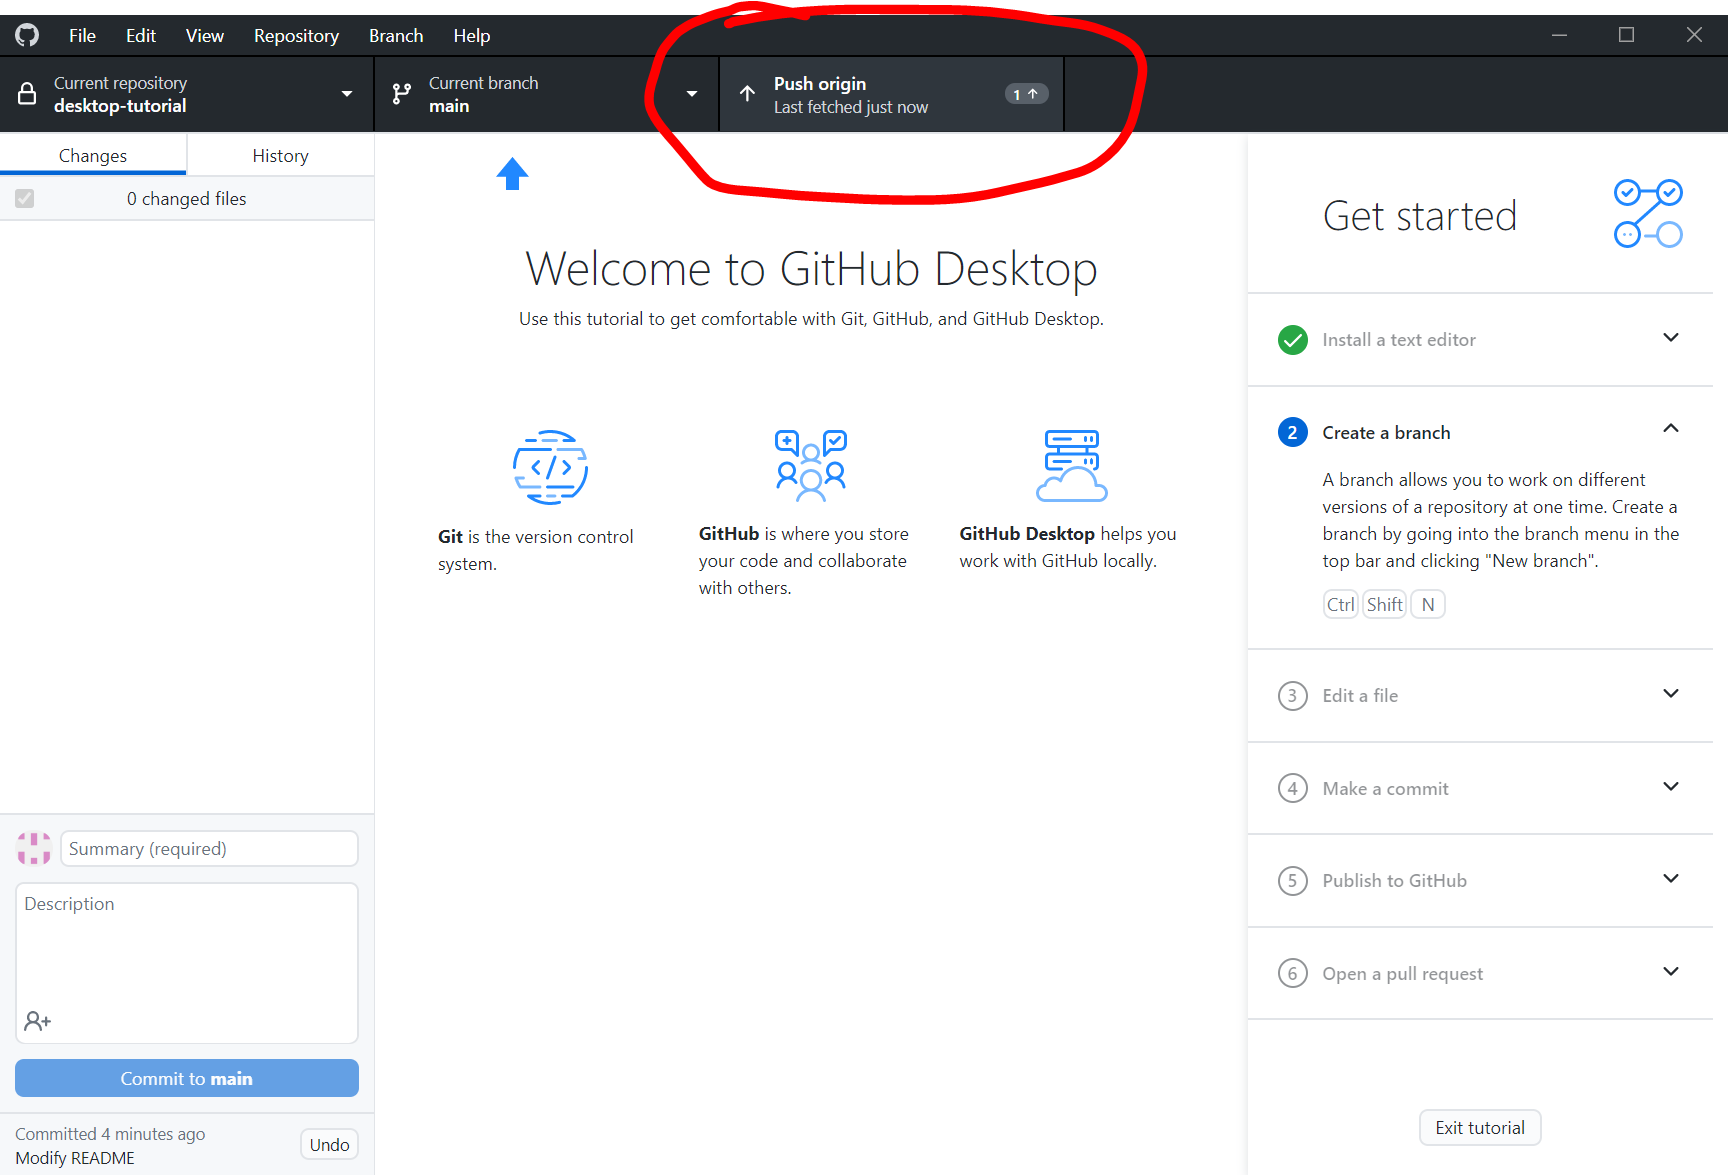 File Edit View Repository Branch Help
Current repository
desktop-tutorial
Current branch
main
Push origin
Last fetched just now
1
Changes History
0 changed files
Welcome to GitHub Desktop
Use this tutorial to get comfortable with Git, GitHub, and GitHub Desktop.
Git is the version control
system.
GitHub is where you store
your code and collaborate
with others.
GitHub Desktop helps you
work with GitHub locally.
Get started
Install a text editor
2 Create a branch
A branch allows you to work on different
versions of a repository at one time. Create a
branch by going into the branch menu in the
top bar and clicking "New branch".
Ctrl Shift N
3 Edit a file
4 Make a commit
5 Publish to GitHub
6 Open a pull request
Exit tutorial
Summary (required)
Description
Commit to main
Committed 4 minutes ago
Modify README
Undo